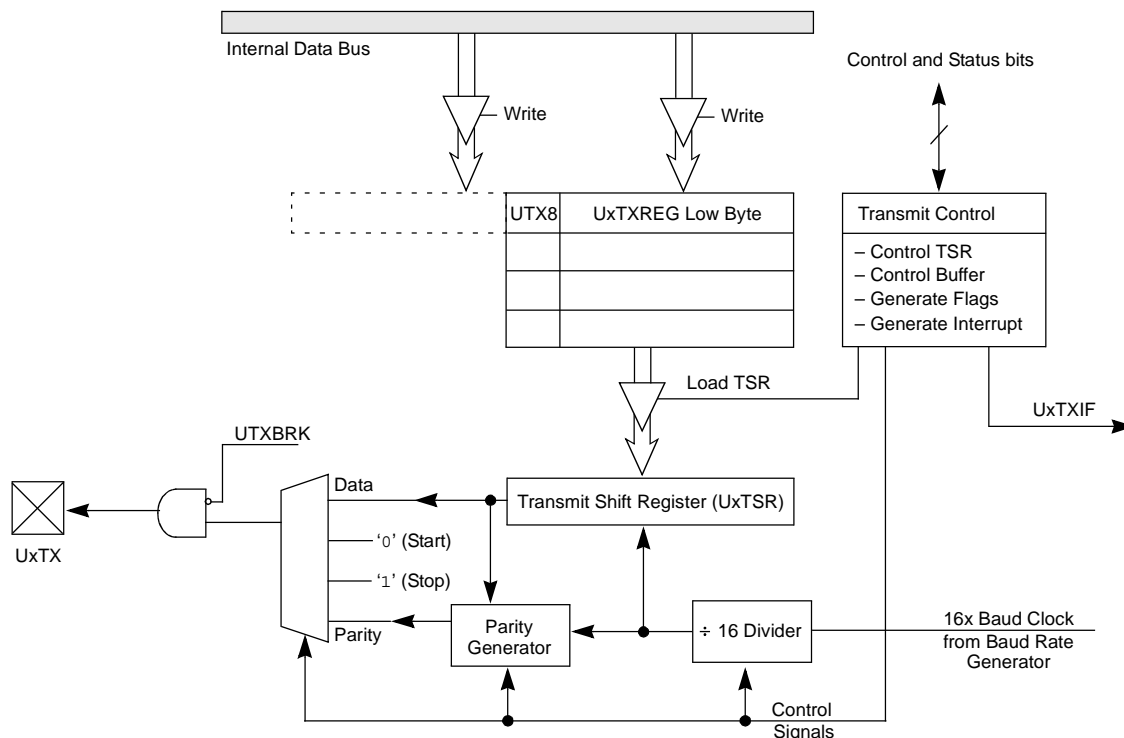 Internal Data Bus
Control and Status bits
Write
Write
UTX8
UxTXREG Low Byte
Transmit Control
– Control TSR
– Control Buffer
– Generate Flags
– Generate Interrupt
Load TSR
UxTXIF
UTXBRK
Data
Transmit Shift Register (UxTSR)
UxTX
‘0’ (Start)
‘1’ (Stop)
Parity
Parity
Generator
÷ 16 Divider
16x Baud Clock
from Baud Rate
Generator
Control
Signals